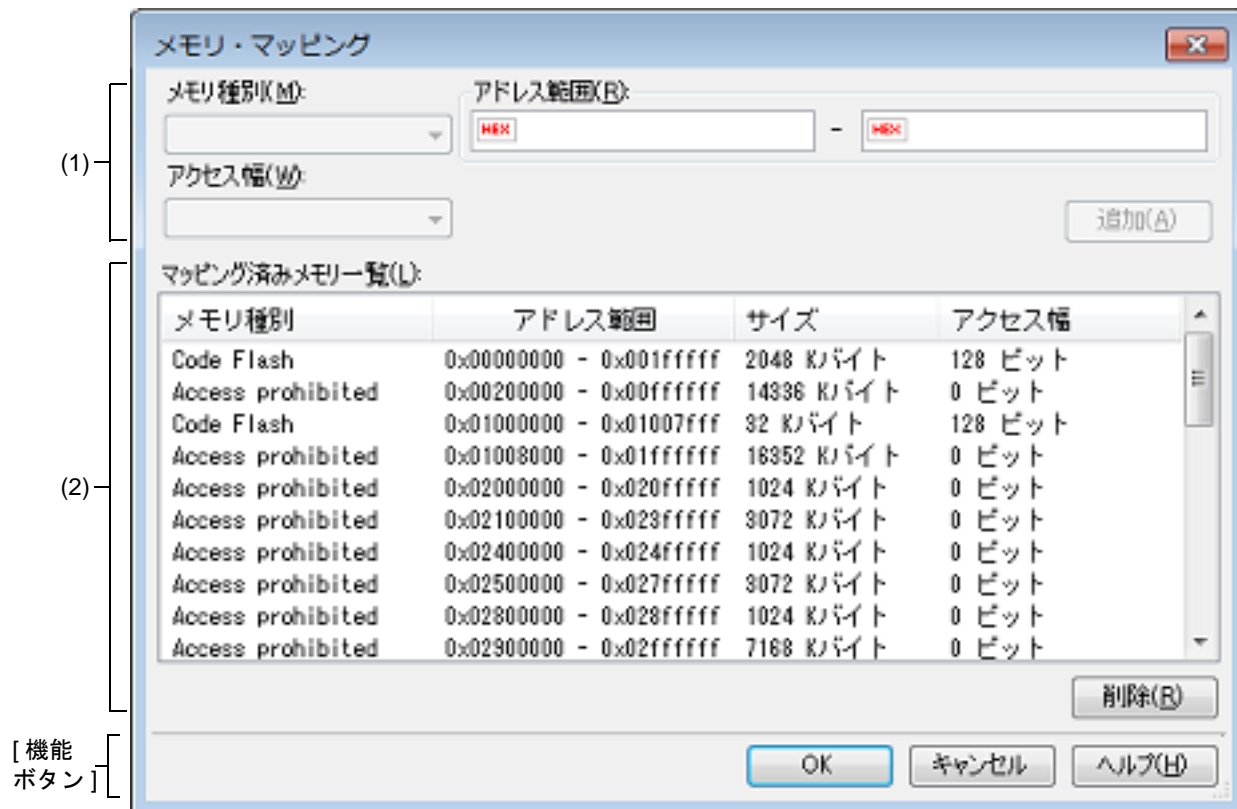 メモリ・マッピング
メモリ種別(M):
アドレス範囲(R):
HEX - HEX
(1)
アクセス幅(W):
追加(A)
マッピング済みメモリ一覧(L):
メモリ種別 アドレス範囲 サイズ アクセス幅
Code Flash 0x00000000 - 0x001fffff 2048 Kバイト 128 ビット
Access prohibited 0x00200000 - 0x00ffffff 14336 Kバイト 0 ビット
Code Flash 0x01000000 - 0x01007fff 32 Kバイト 128 ビット
Access prohibited 0x01008000 - 0x01ffffff 16352 Kバイト 0 ビット
(2)
Access prohibited 0x02000000 - 0x020fffff 1024 Kバイト 0 ビット
Access prohibited 0x02100000 - 0x023fffff 3072 Kバイト 0 ビット
Access prohibited 0x02400000 - 0x024fffff 1024 Kバイト 0 ビット
Access prohibited 0x02500000 - 0x027fffff 3072 Kバイト 0 ビット
Access prohibited 0x02800000 - 0x028fffff 1024 Kバイト 0 ビット
Access prohibited 0x02900000 - 0x02ffffff 7168 Kバイト 0 ビット
削除(R)
[ 機能
ボタン ]
OK キャンセル ヘルプ(H)